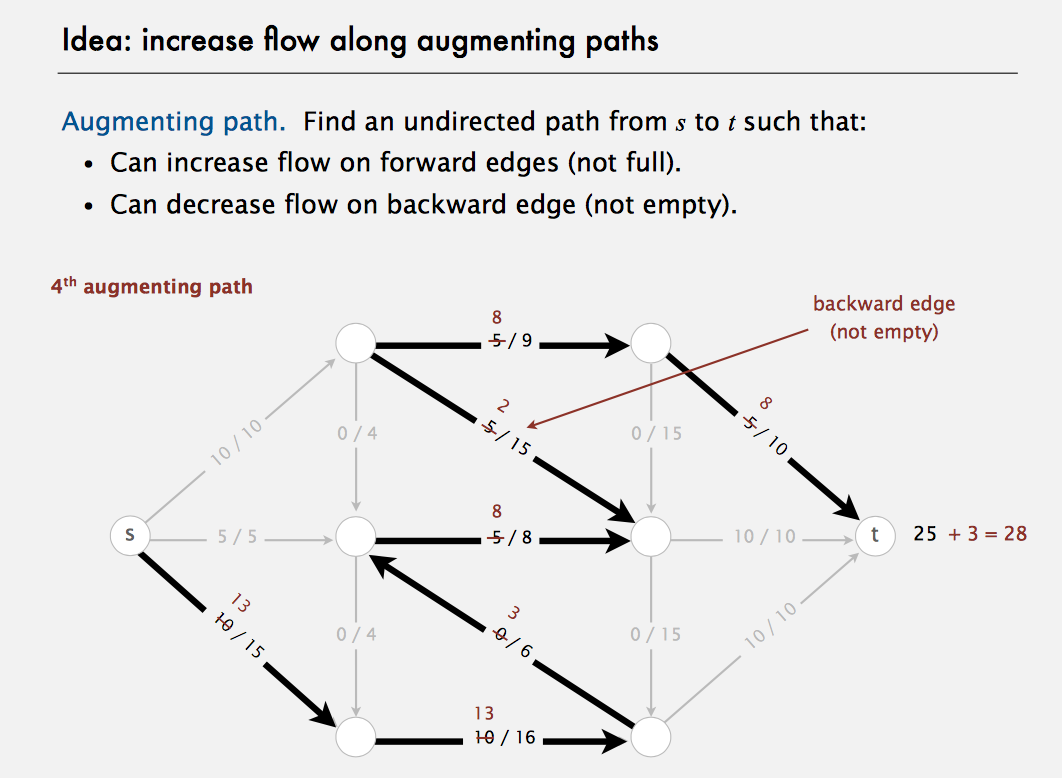 Idea: increase flow along augmenting paths
Augmenting path. Find an undirected path from s to t such that:
• Can increase flow on forward edges (not full).
• Can decrease flow on backward edge (not empty).
4th augmenting path
backward edge
(not empty)
8
5 / 9
2
5 / 15
8
5 / 10
10 / 10
0 / 4
0 / 15
s
5 / 5
8
5 / 8
10 / 10
t
25 + 3 = 28
13
10 / 15
0 / 4
3
0 / 6
0 / 15
10 / 10
13
10 / 16